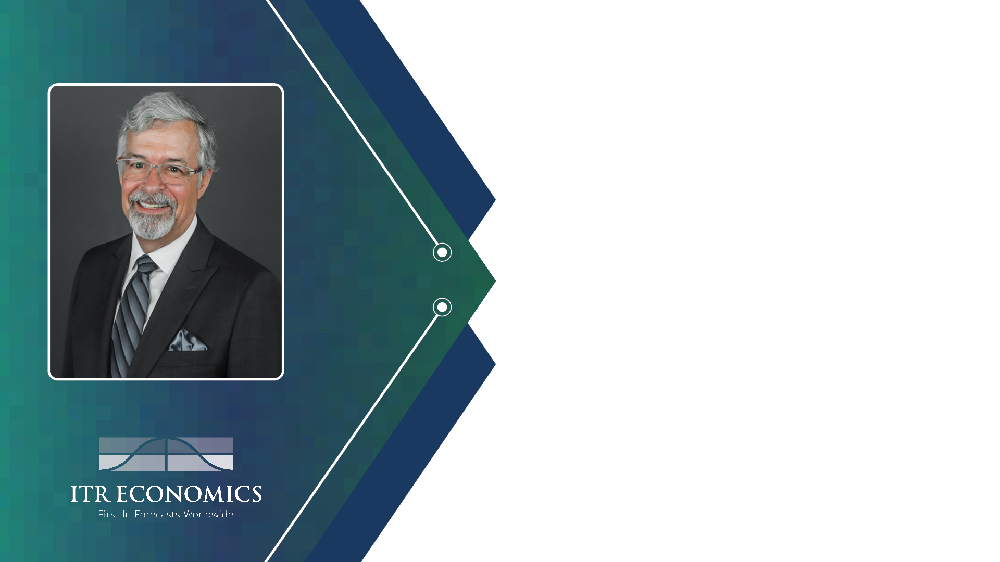 ITR ECONOMICS
First In Forecasts Worldwide